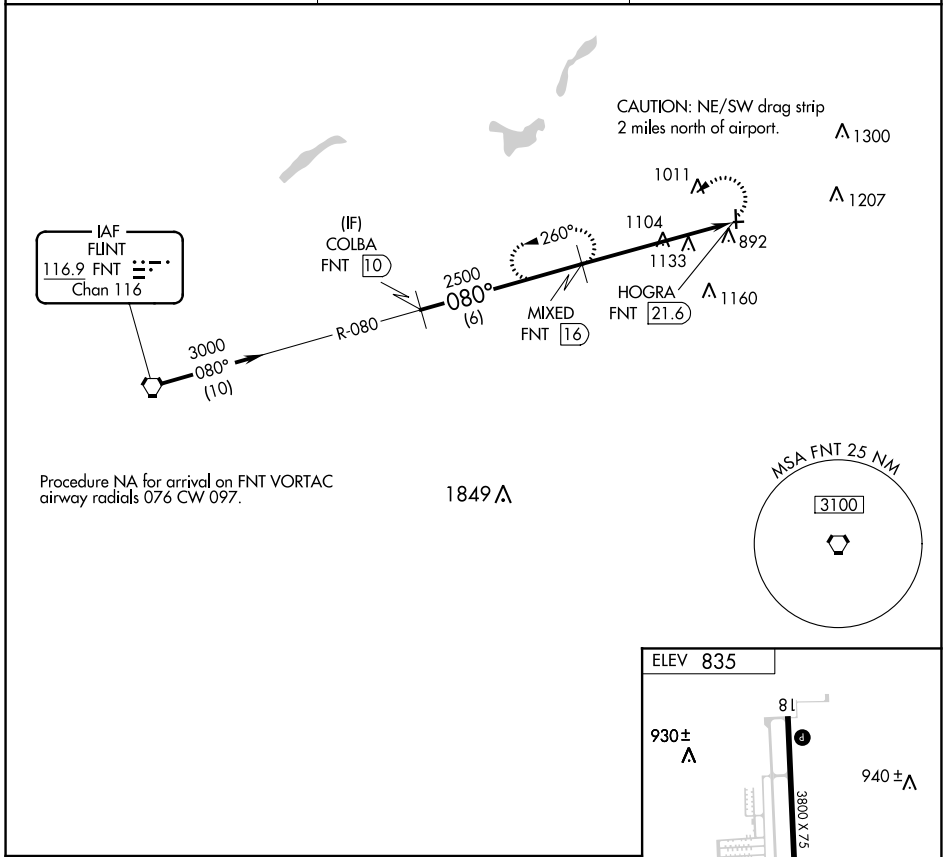 CAUTION: NE/SW drag strip
2 miles north of airport.
1300
1011
1207
IAF
FLINT
116.9 FNT
Chan 116
(IF)
COLBA
FNT 10
260°
1104
1133
892
2500
080°
(6)
MIXED
FNT 16
HOGRA
FNT 21.6
1160
R-080
3000
080°
(10)
Procedure NA for arrival on FNT VORTAC
airway radials 076 CW 097.
1849
MSA FNT 25 NM
3100
ELEV 835
18
930±
P
940±
3800 X 75